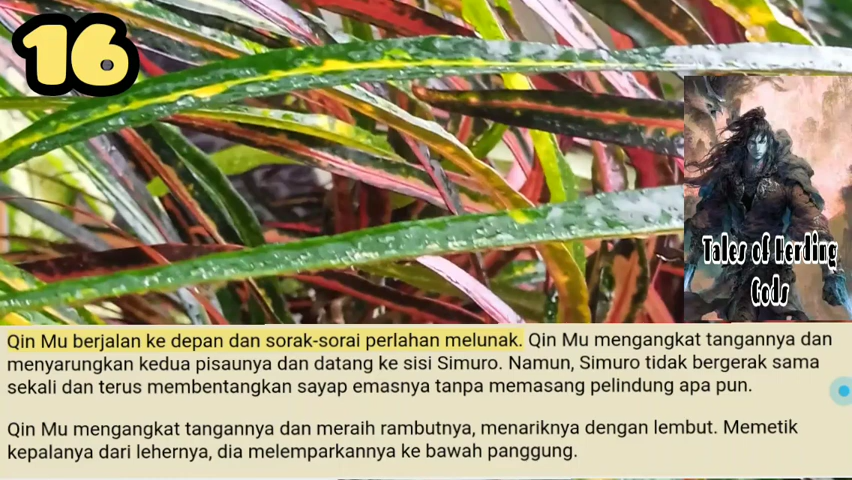 16
Tales of Herding
Gods
Qin Mu berjalan ke depan dan sorak-sorai perlahan melunak. Qin Mu mengangkat tangannya dan
menyarungkan kedua pisaunya dan datang ke sisi Simuro. Namun, Simuro tidak bergerak sama
sekali dan terus membentangkan sayap emasnya tanpa memasang pelindung apa pun.
Qin Mu mengangkat tangannya dan meraih rambutnya, menariknya dengan lembut. Memetik
kepalanya dari lehernya, dia melemparkannya ke bawah panggung.